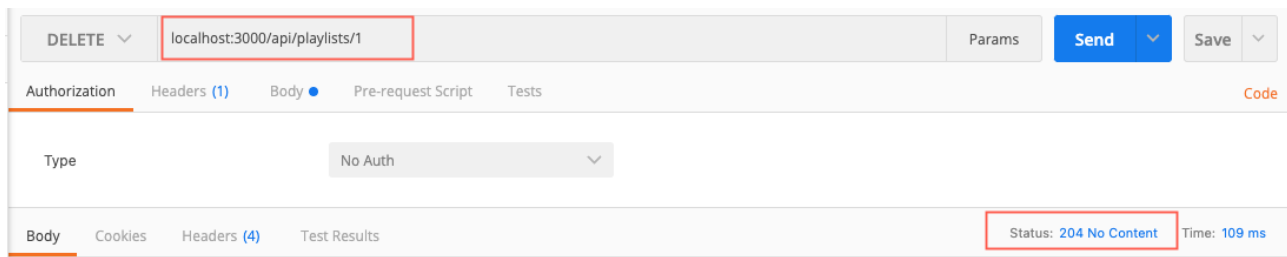 DELETE localhost:3000/api/playlists/1 Params Send Save
Authorization Headers (1) Body Pre-request Script Tests Code
Type No Auth
Body Cookies Headers (4) Test Results Status: 204 No Content Time: 109 ms